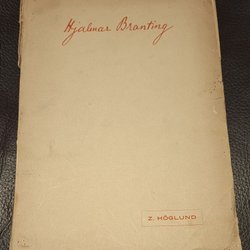 Hjalmar Branting
Z. HÖGLUND